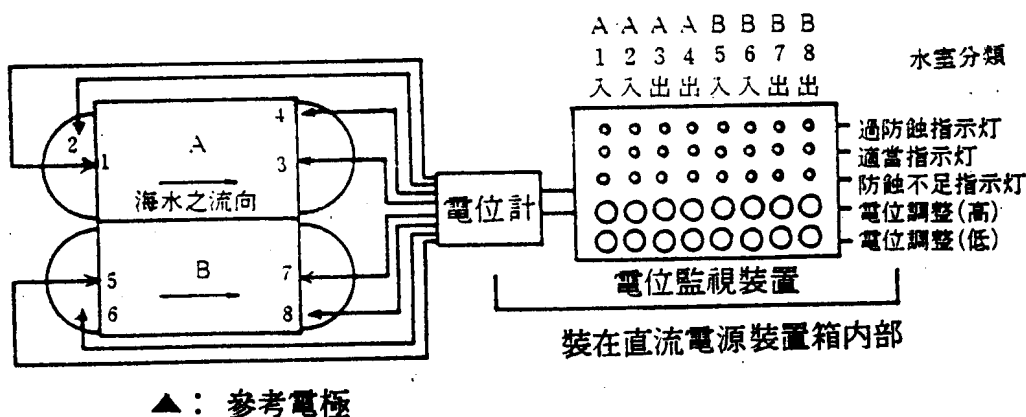 A A A A B B B B
1 2 3 4 5 6 7 8 水室分類
入 入 出 出 入 入 出 出
過防蝕指示灯
適當指示灯
防蝕不足指示灯
電位調整(高)
電位調整(低)
4
2 A
1 3
海水之流向
電位計
B 7
5
6 8
電位監視裝置
裝在直流電源裝置箱内部
▲：參考電極